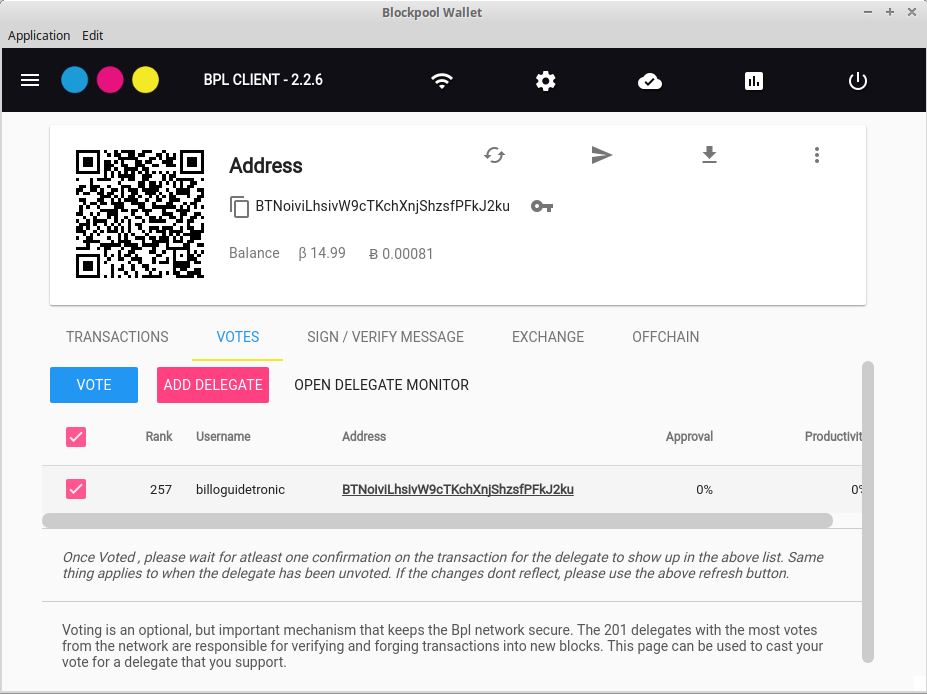 Blockpool Wallet
Application Edit
BPL CLIENT - 2.2.6
Address
BTNoiviLhsivW9cTKchXnjShzsfPFkJ2ku
Balance β 14.99 Ƀ 0.00081
TRANSACTIONS VOTES SIGN / VERIFY MESSAGE EXCHANGE OFFCHAIN
VOTE ADD DELEGATE OPEN DELEGATE MONITOR
Rank Username Address Approval Productivit
257 billoguidetronic BTNoiviLhsivW9cTKchXnjShzsfPFkJ2ku 0% 0%
Once Voted , please wait for atleast one confirmation on the transaction for the delegate to show up in the above list. Same
thing applies to when the delegate has been unvoted. If the changes dont reflect, please use the above refresh button.
Voting is an optional, but important mechanism that keeps the Bpl network secure. The 201 delegates with the most votes
from the network are responsible for verifying and forging transactions into new blocks. This page can be used to cast your
vote for a delegate that you support.